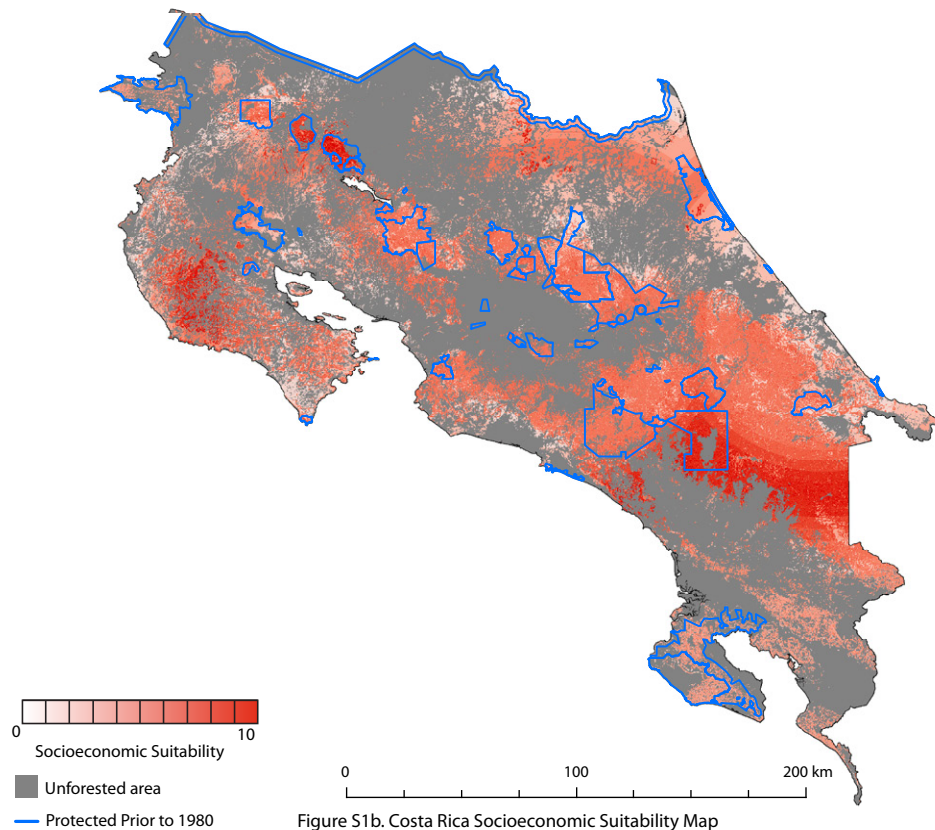 0 10
Socioeconomic Suitability
Unforested area
Protected Prior to 1980
0 100 200 km
Figure S1b. Costa Rica Socioeconomic Suitability Map